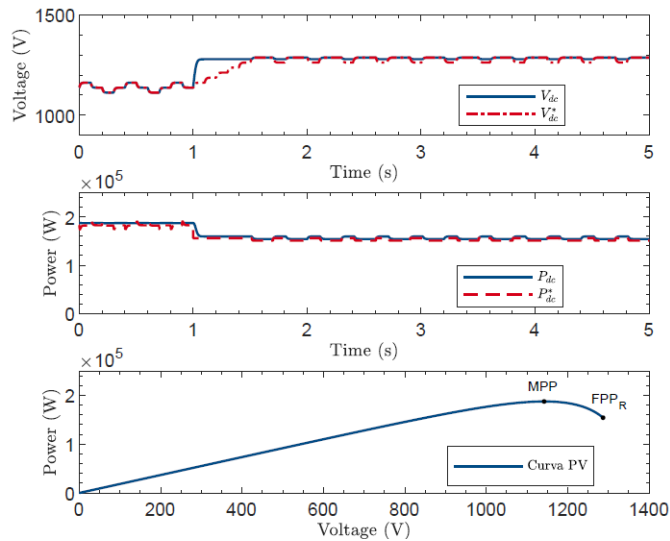 1500
1000
Voltage (V)
V_dc
V*_dc
0 1 2 3 4 5
Time (s)
× 10^5
2
1
0
Power (W)
P_dc
P*_dc
0 1 2 3 4 5
Time (s)
× 10^5
2
1
0
Power (W)
MPP
FPP_R
Curva PV
0 200 400 600 800 1000 1200 1400
Voltage (V)